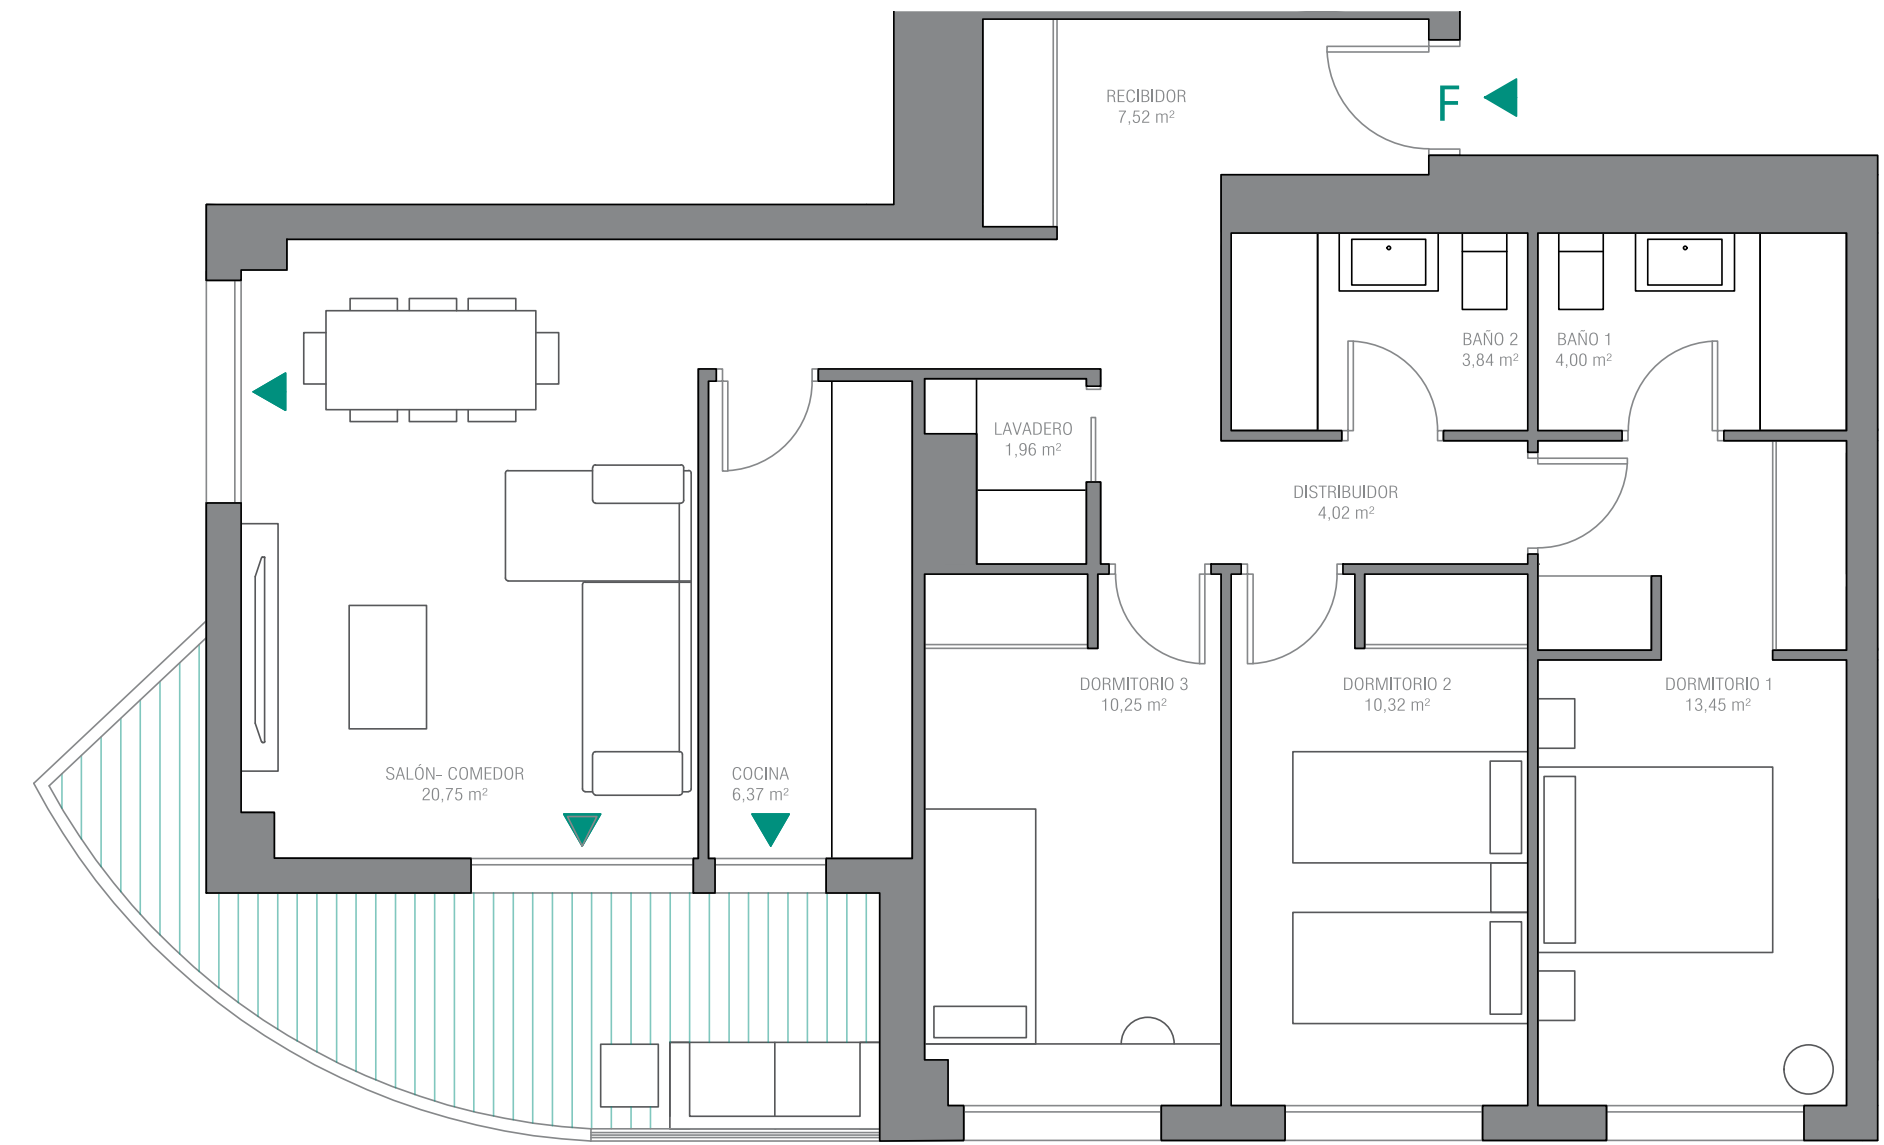 RECIBIDOR
7,52 m²
F
BAÑO 2
3,84 m²
BAÑO 1
4,00 m²
LAVADERO
1,96 m²
DISTRIBUIDOR
4,02 m²
DORMITORIO 3
10,25 m²
DORMITORIO 2
10,32 m²
DORMITORIO 1
13,45 m²
SALÓN- COMEDOR
20,75 m²
COCINA
6,37 m²